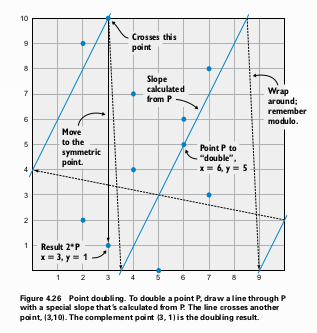 10
9
8
7
6
5
4
3
2
1
Crosses this
point
Slope
calculated
from P
Wrap
around;
remember
modulo.
Move
to the
symmetric
point.
Point P to
“double”,
x = 6, y = 5
Result 2*P
x = 3, y = 1
1 2 3 4 5 6 7 8 9
Figure 4.26 Point doubling. To double a point P, draw a line through P
with a special slope that’s calculated from P. The line crosses another
point, (3,10). The complement point (3, 1) is the doubling result.